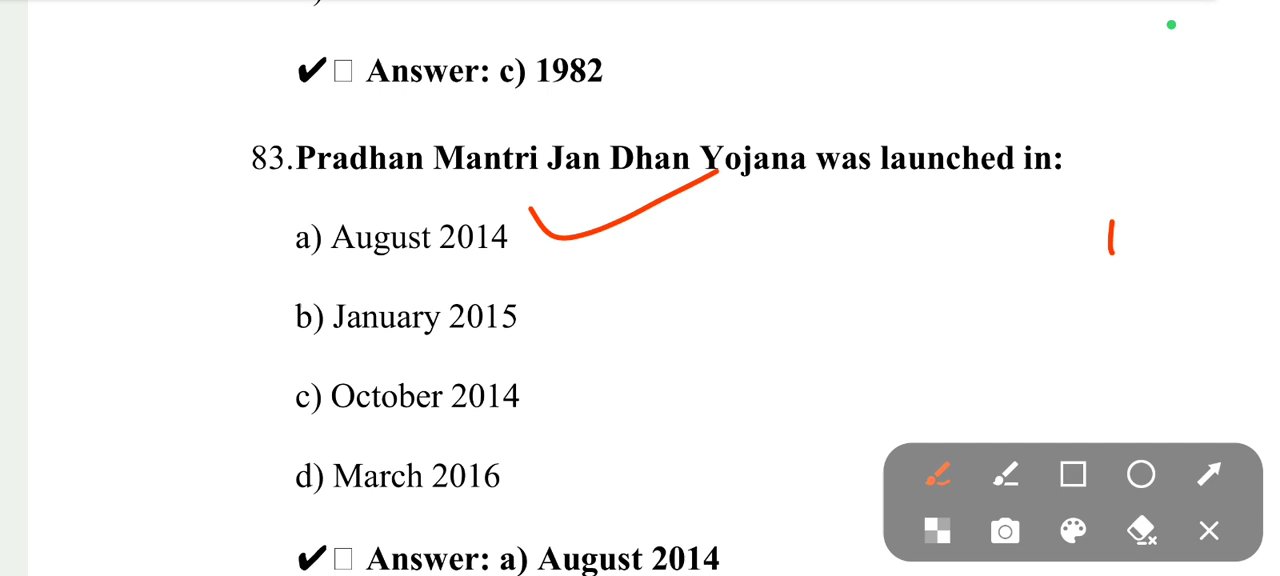 ✔□ Answer: c) 1982
83.Pradhan Mantri Jan Dhan Yojana was launched in:
a) August 2014
b) January 2015
c) October 2014
d) March 2016
✔□ Answer: a) August 2014